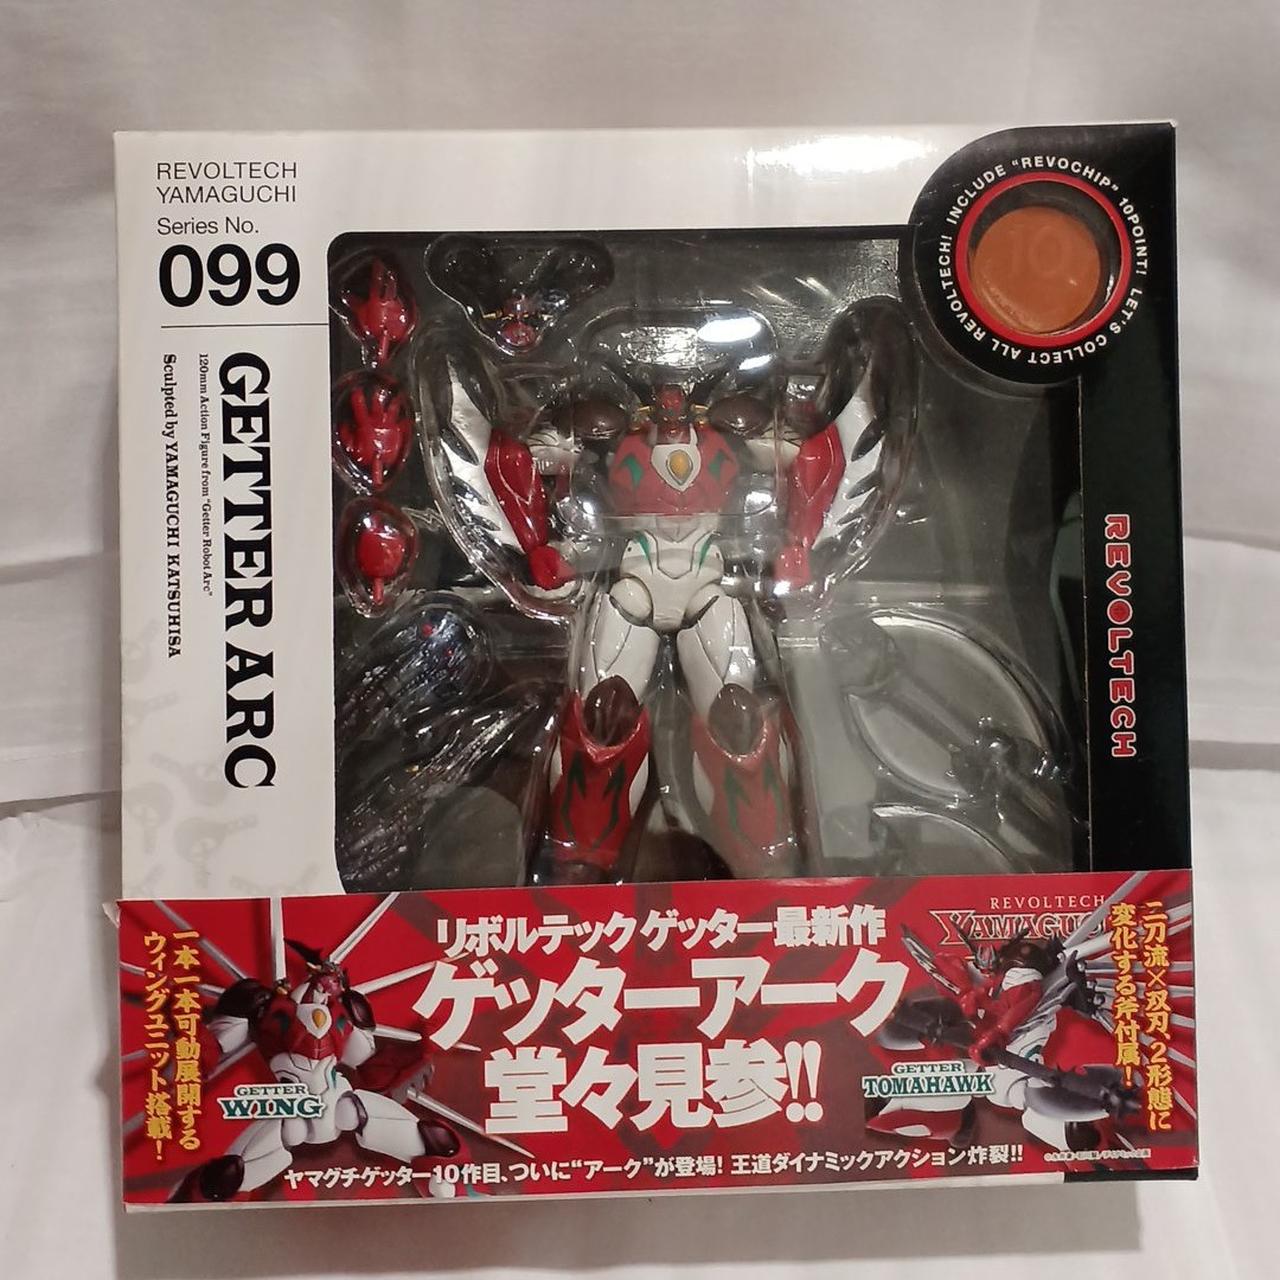 REVOLTECH
YAMAGUCHI
Series No.
099
GETTER ARC
120mm Action Figure from "Getter Robot Arc"
Sculpted by YAMAGUCHI KATSUHISA
INCLUDE "REVOCHIP" 10POINT! LET'S COLLECT ALL REVOLTECH!
10
REVOLTECH
リボルテック ゲッター最新作
ゲッターアーク
堂々見参!!
一本一本可動展開する
ウィングユニット搭載!
GETTER
WING
REVOLTECH
YAMAGUC
二刀流×双刃、2形態に
変化する斧付属!
GETTER
TOMAHAWK
ヤマグチゲッター10作目、ついに“アーク”が登場! 王道ダイナミックアクション炸裂!!